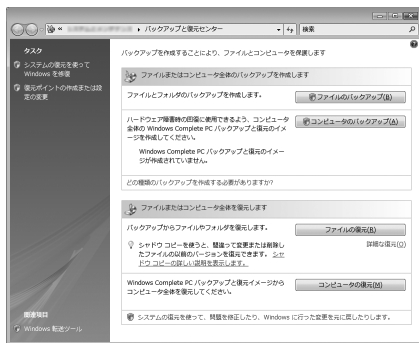 « ▸ バックアップと復元センター
検索
タスク
システムの復元を使って
Windows を修復
復元ポイントの作成または設
定の変更
バックアップを作成することにより、ファイルとコンピュータを保護します
ファイルまたはコンピュータ全体のバックアップを作成します
ファイルとフォルダのバックアップを作成します。
ファイルのバックアップ(B)
ハードウェア障害時の回復に使用できるよう、コンピュータ
全体の Windows Complete PC バックアップと復元のイメ
ージを作成してください。
コンピュータのバックアップ(A)
Windows Complete PC バックアップと復元のイメー
ジが作成されていません。
どの種類のバックアップを作成する必要がありますか?
ファイルまたはコンピュータ全体を復元します
バックアップからファイルやフォルダを復元します。
ファイルの復元(R)
シャドウ コピーを使うと、間違って変更または削除し
たファイルの以前のバージョンを復元できます。 シャ
ドウ コピーの詳しい説明を表示します。
詳細な復元(O)
Windows Complete PC バックアップと復元イメージから
コンピュータ全体を復元してください。
コンピュータの復元(M)
システムの復元を使って、問題を修正したり、Windows に行った変更を元に戻したりします。
関連項目
Windows 転送ツール